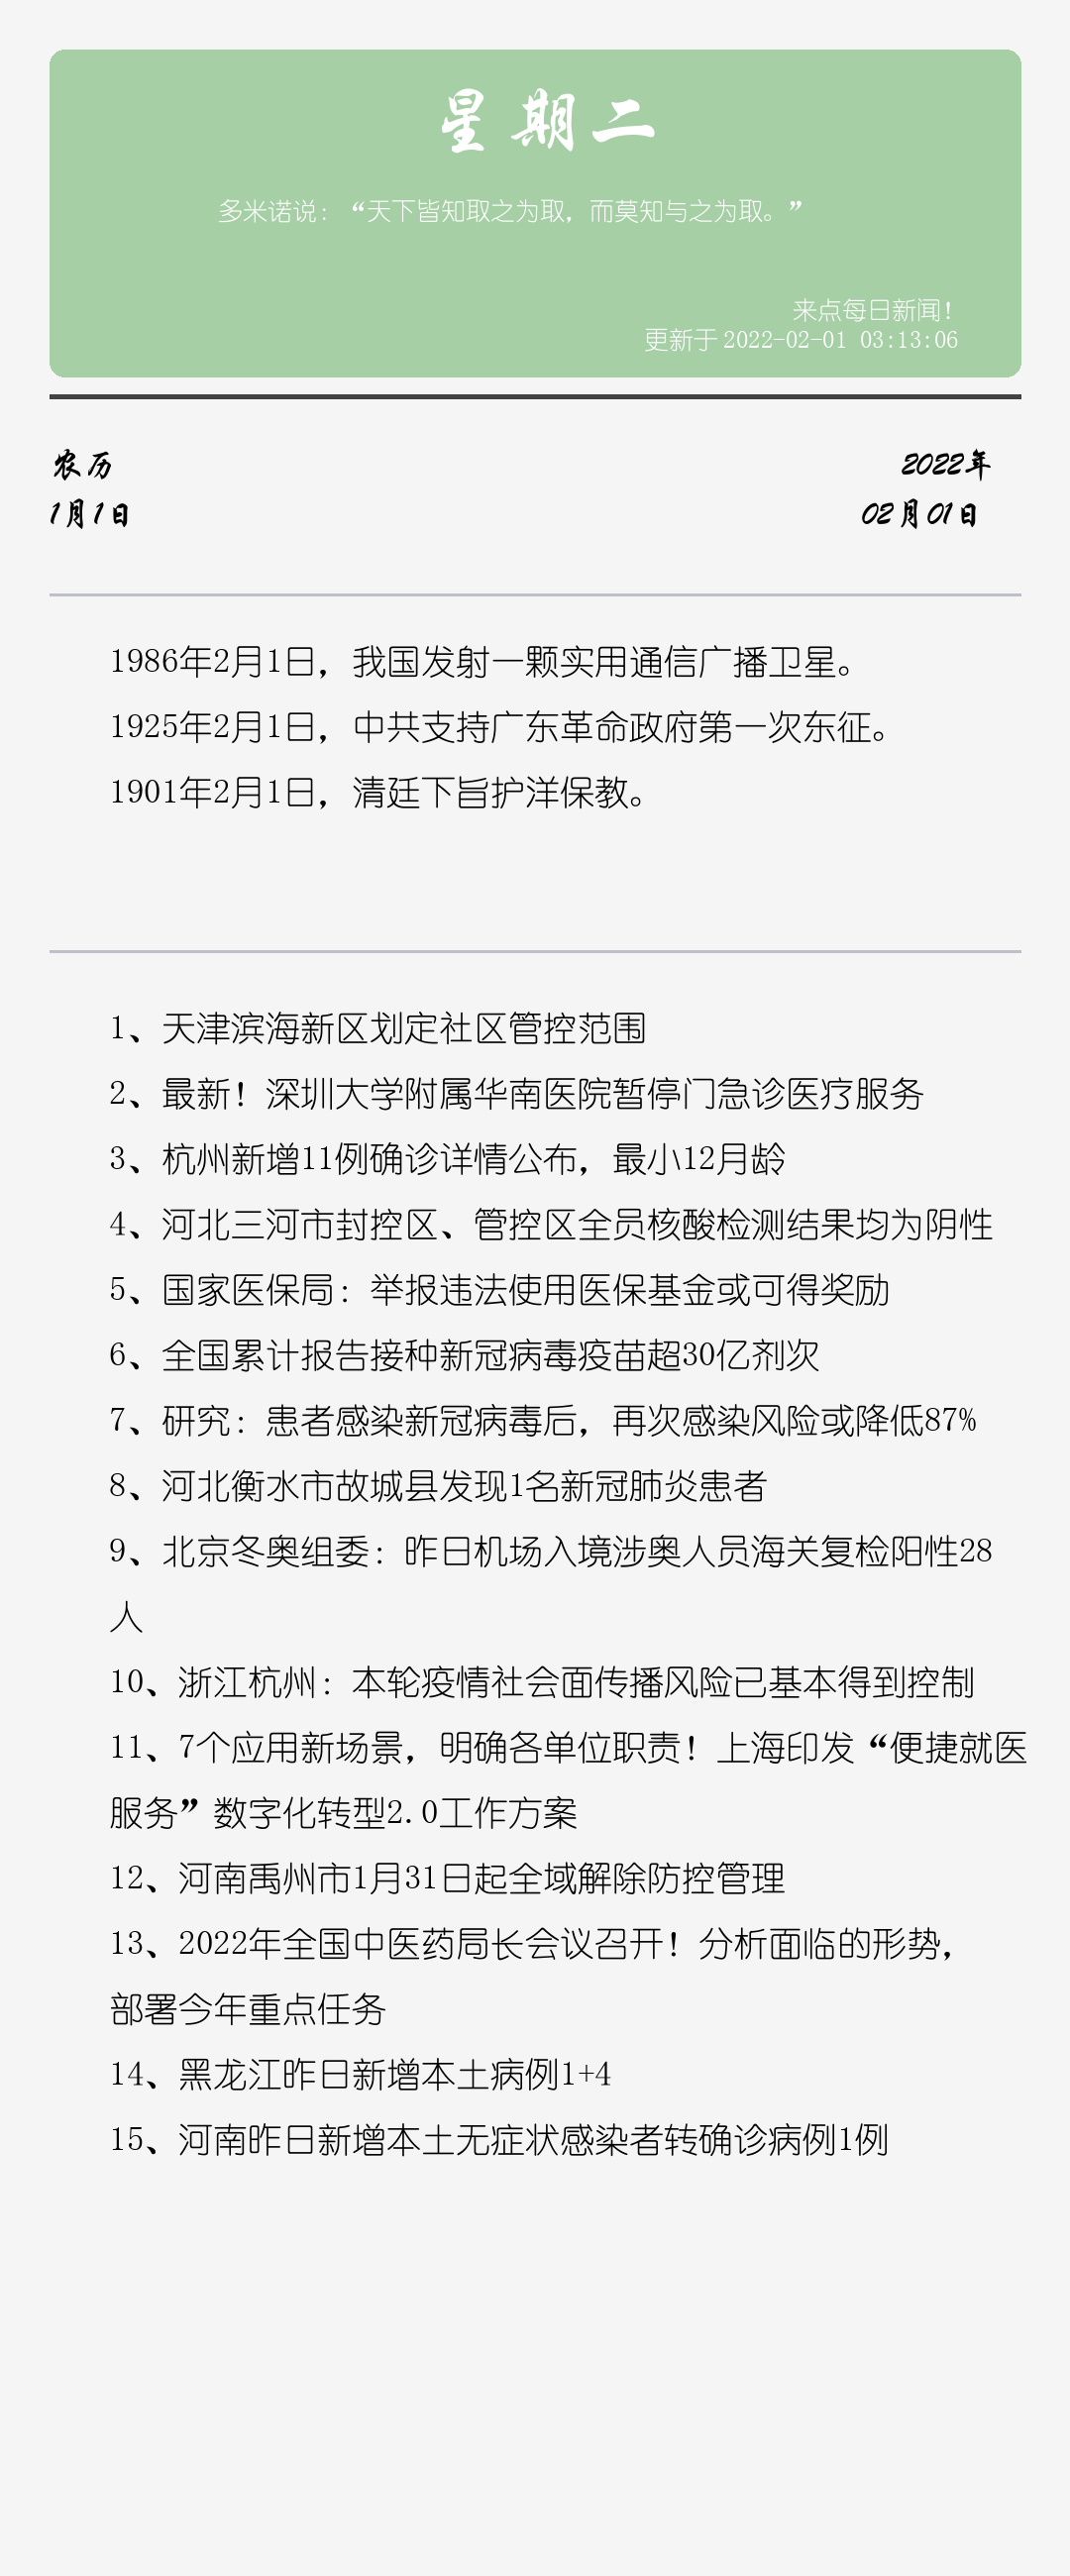 星期二
多米诺说：“天下皆知取之为取，而莫知与之为取。”
来点每日新闻！
更新于2022-02-01 03:13:06
农历
2022年
1月1日
02月01日
1986年2月1日，我国发射一颗实用通信广播卫星。
1925年2月1日，中共支持广东革命政府第一次东征。
1901年2月1日，清廷下旨护洋保教。
1、天津滨海新区划定社区管控范围
2、最新！深圳大学附属华南医院暂停门急诊医疗服务
3、杭州新增11例确诊详情公布，最小12月龄
4、河北三河市封控区、管控区全员核酸检测结果均为阴性
5、国家医保局：举报违法使用医保基金或可得奖励
6、全国累计报告接种新冠病毒疫苗超30亿剂次
7、研究：患者感染新冠病毒后，再次感染风险或降低87%
8、河北衡水市故城县发现1名新冠肺炎患者
9、北京冬奥组委：昨日机场入境涉奥人员海关复检阳性28
人
10、浙江杭州：本轮疫情社会面传播风险已基本得到控制
11、7个应用新场景，明确各单位职责！上海印发“便捷就医
服务”数字化转型2.0工作方案
12、河南禹州市1月31日起全域解除防控管理
13、2022年全国中医药局长会议召开！分析面临的形势，
部署今年重点任务
14、黑龙江昨日新增本土病例1+4
15、河南昨日新增本土无症状感染者转确诊病例1例